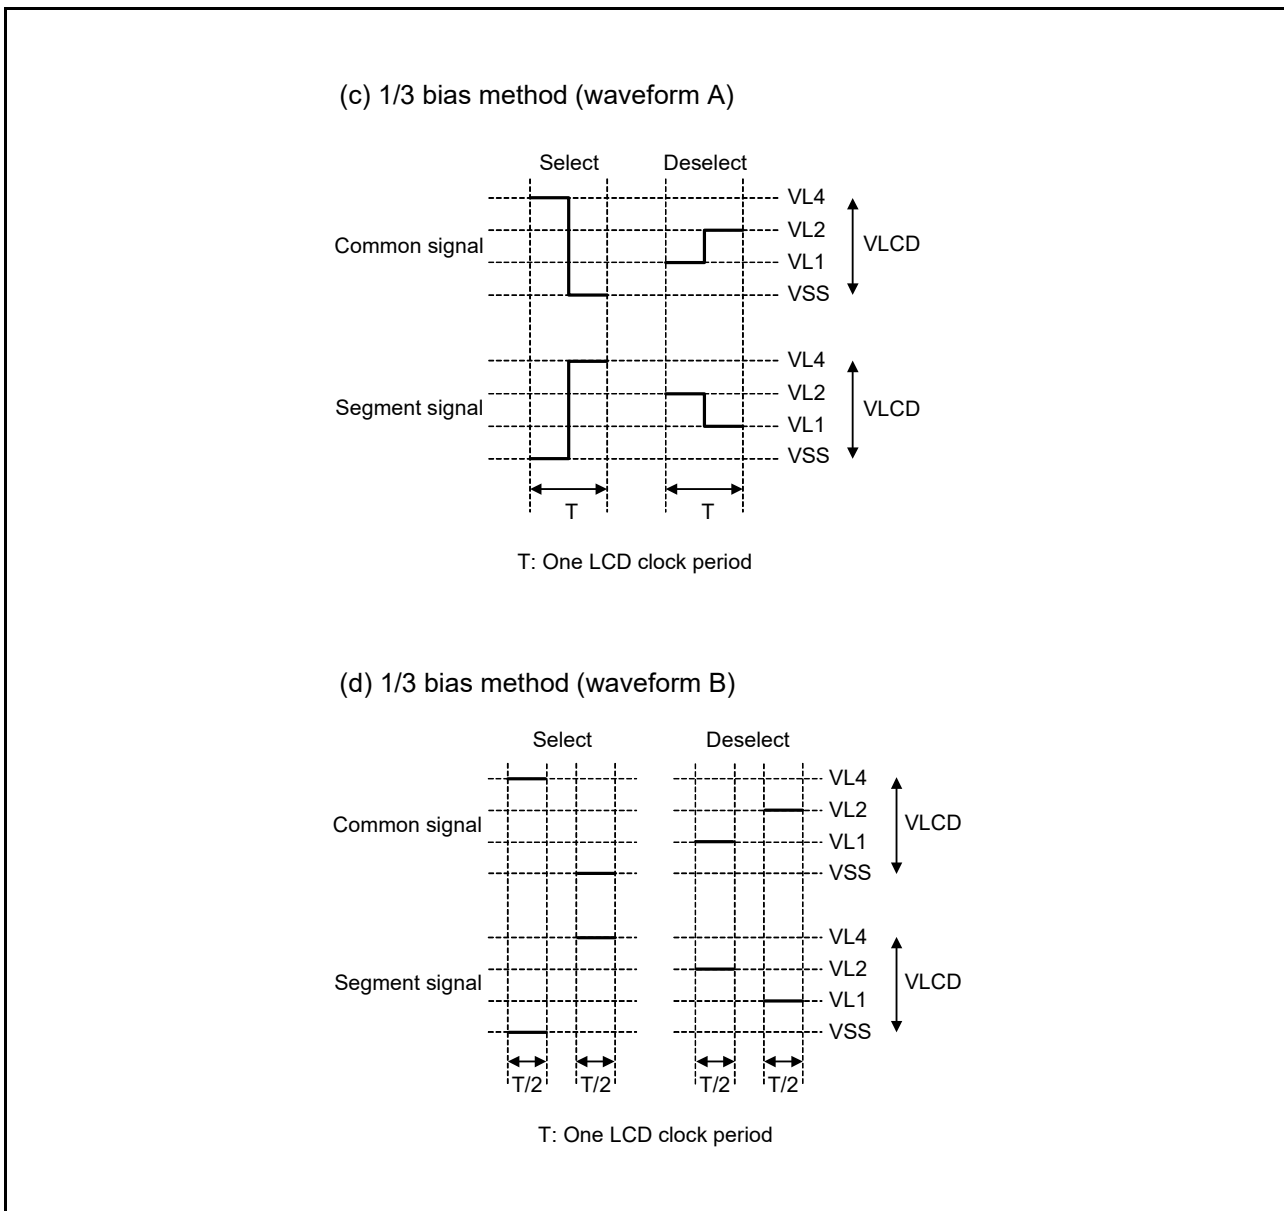 (c) 1/3 bias method (waveform A)
Select Deselect
VL4
VL2
Common signal VLCD
VL1
VSS
VL4
VL2
Segment signal VLCD
VL1
VSS
T T
T: One LCD clock period
(d) 1/3 bias method (waveform B)
Select Deselect
VL4
VL2
Common signal VLCD
VL1
VSS
VL4
VL2
Segment signal VLCD
VL1
VSS
T/2 T/2 T/2 T/2
T: One LCD clock period